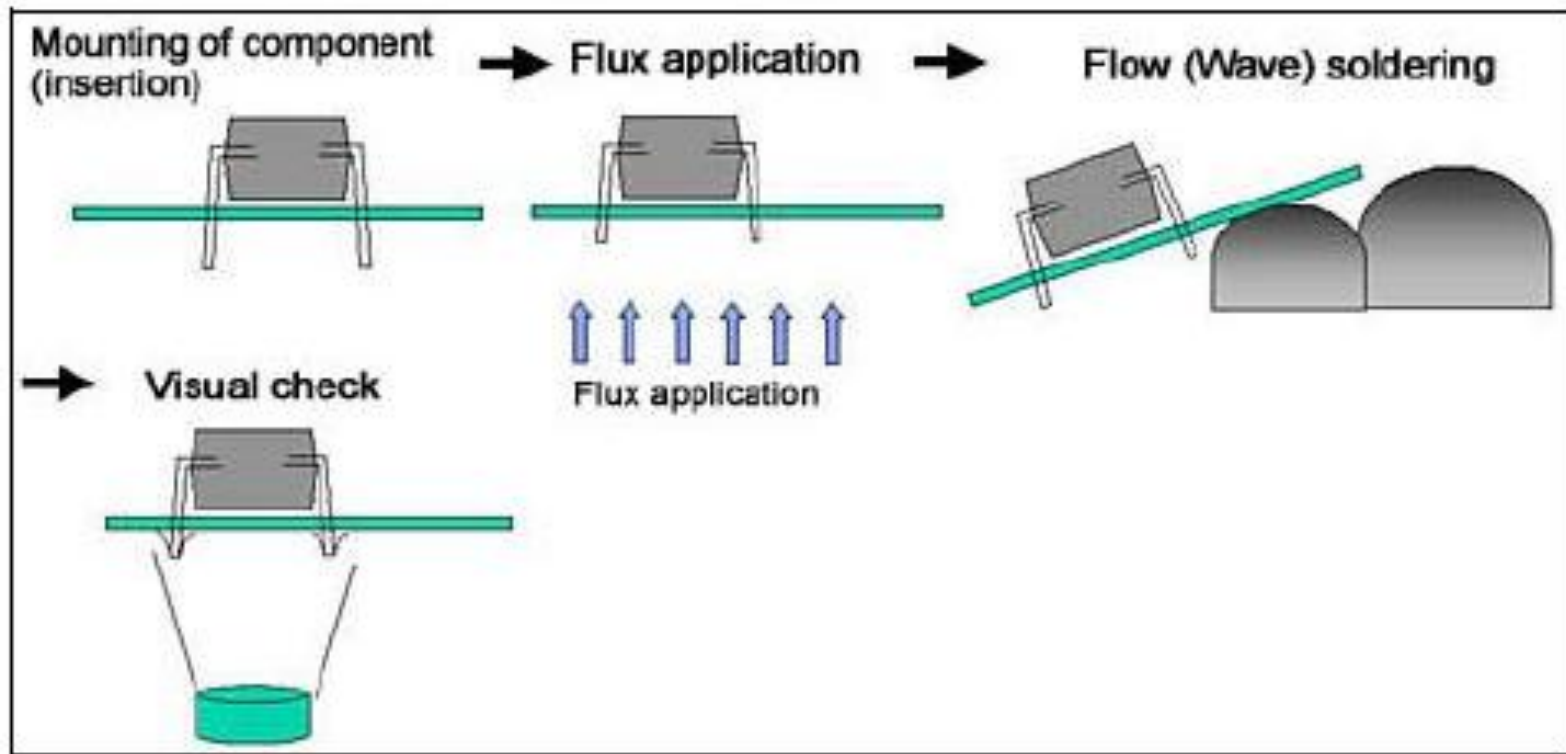 Mounting of component
(insertion)
Flux application
Flow (Wave) soldering
Flux application
Visual check